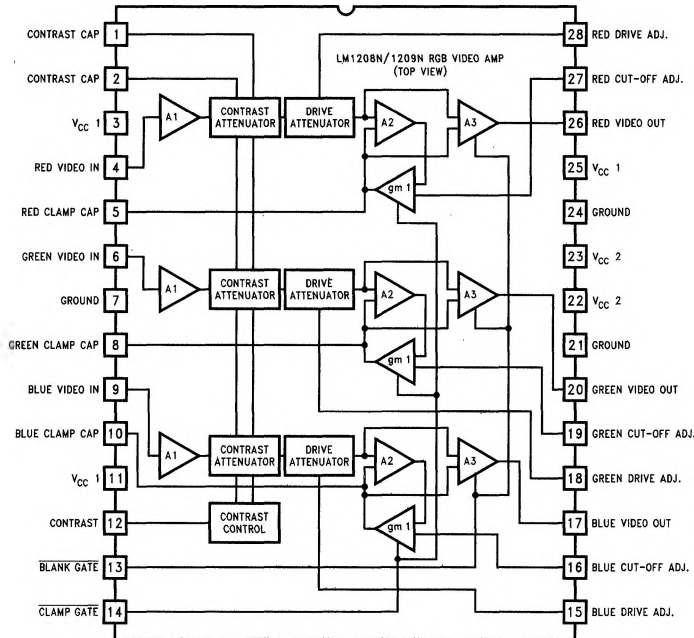 CONTRAST CAP 1
CONTRAST CAP 2
V_CC 1 3
RED VIDEO IN 4
RED CLAMP CAP 5
GREEN VIDEO IN 6
GROUND 7
GREEN CLAMP CAP 8
BLUE VIDEO IN 9
BLUE CLAMP CAP 10
V_CC 1 11
CONTRAST 12
BLANK GATE 13
CLAMP GATE 14
LM1208N/1209N RGB VIDEO AMP
(TOP VIEW)
A1
CONTRAST
ATTENUATOR
DRIVE
ATTENUATOR
A2
A3
gm 1
A1
CONTRAST
ATTENUATOR
DRIVE
ATTENUATOR
A2
A3
gm 1
A1
CONTRAST
ATTENUATOR
DRIVE
ATTENUATOR
A2
A3
gm 1
CONTRAST
CONTROL
28 RED DRIVE ADJ.
27 RED CUT-OFF ADJ.
26 RED VIDEO OUT
25 V_CC 1
24 GROUND
23 V_CC 2
22 V_CC 2
21 GROUND
20 GREEN VIDEO OUT
19 GREEN CUT-OFF ADJ.
18 GREEN DRIVE ADJ.
17 BLUE VIDEO OUT
16 BLUE CUT-OFF ADJ.
15 BLUE DRIVE ADJ.